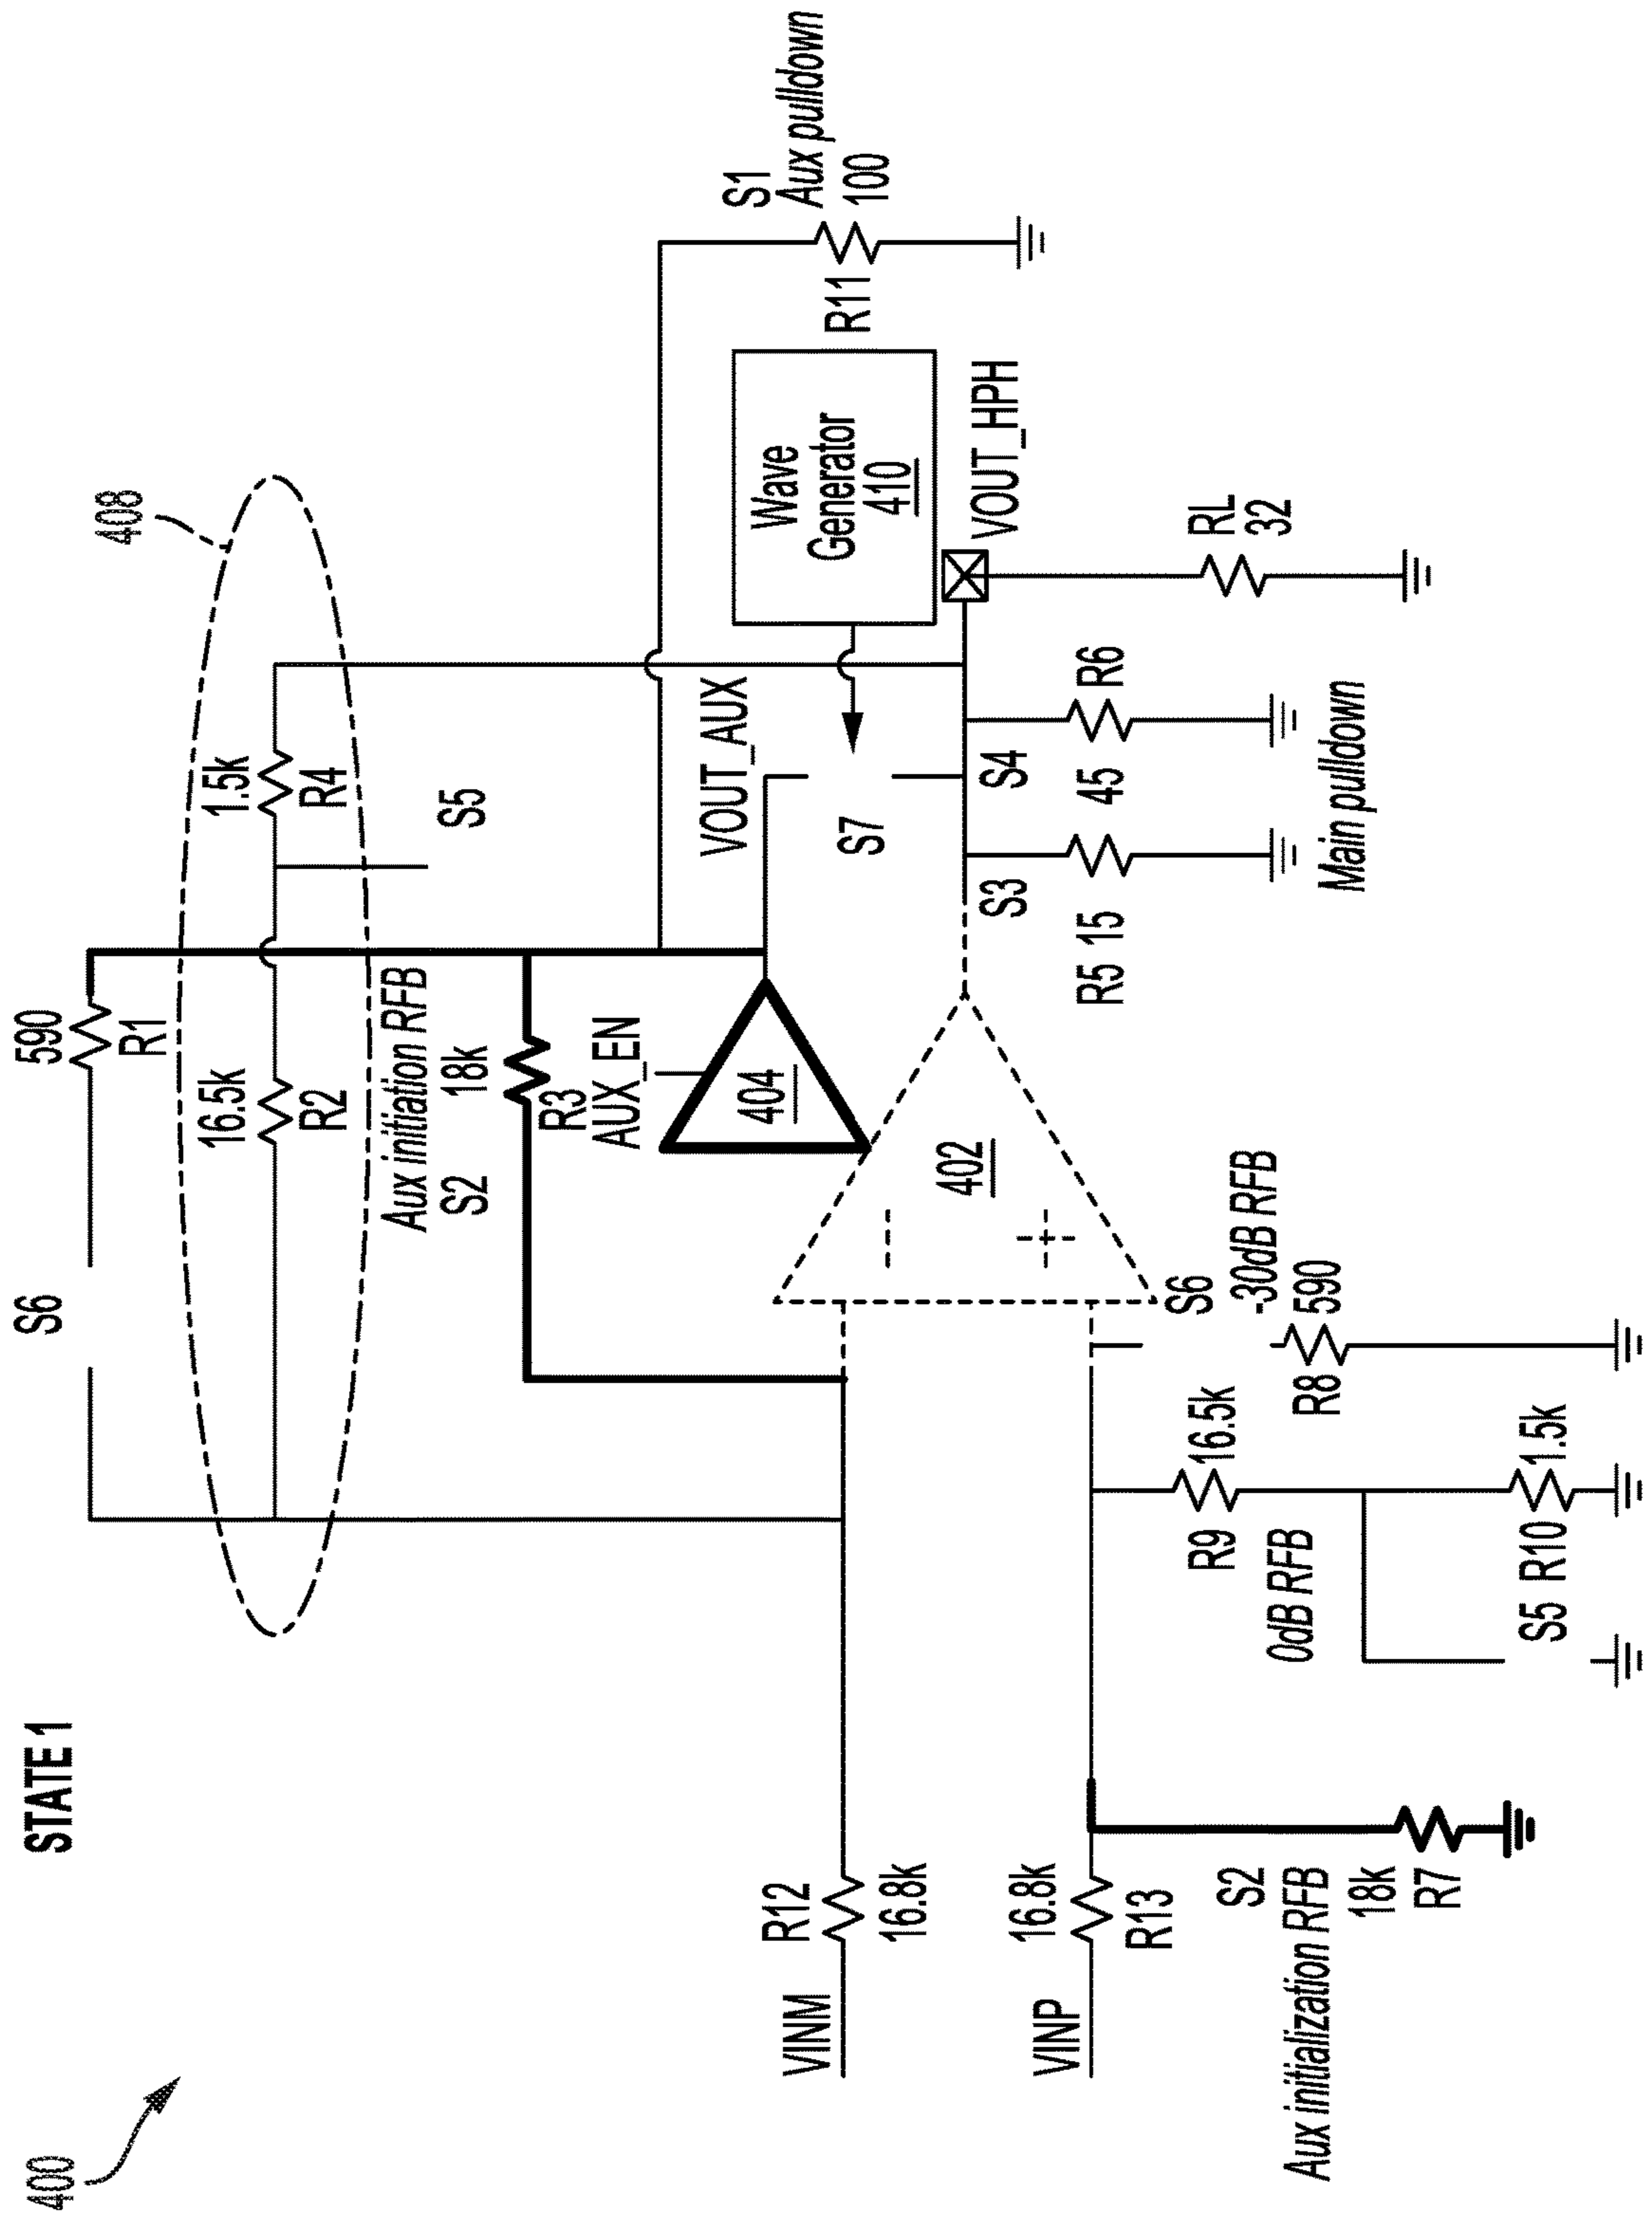 400
STATE 1
408
S6
590
R1
16.5k
R2
1.5k
R4
S5
Aux initiation RFB
S2
18k
R3
AUX_EN
404
VOUT_AUX
S1
Aux pulldown
R11
100
Wave
Generator
410
S7
VOUT_HPH
402
S3
S4
R5
15
45
R6
Main pulldown
RL
32
VINM
R12
16.8k
VINP
16.8k
R13
S2
Aux initialization RFB
18k
R7
S6
-30dB RFB
R8
590
R9
16.5k
0dB RFB
S5
R10
1.5k